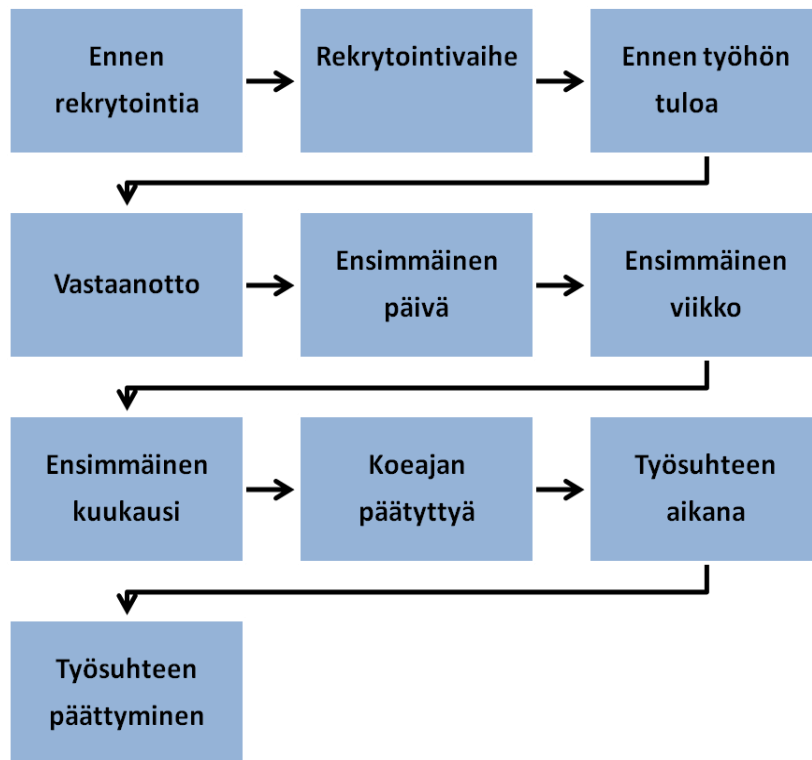 Ennen
rekrytointia
Rekrytointivaihe
Ennen työhön
tuloa
Vastaanotto
Ensimmäinen
päivä
Ensimmäinen
viikko
Ensimmäinen
kuukausi
Koeajan
päätyttyä
Työsuhteen
aikana
Työsuhteen
päättyminen